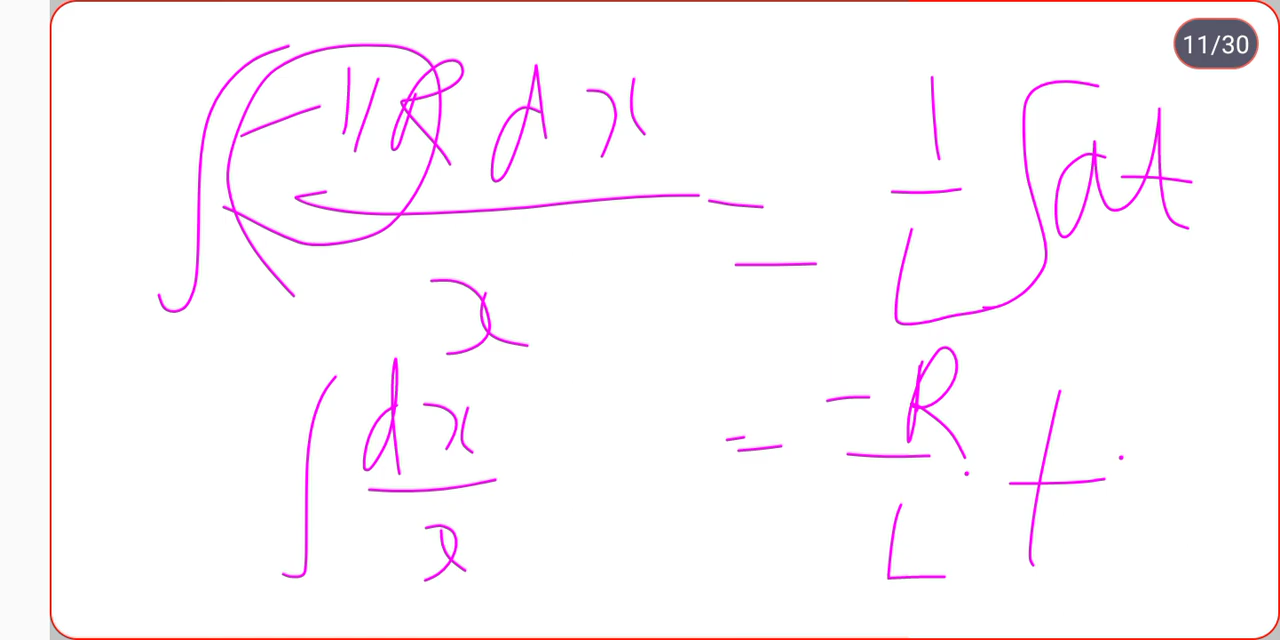 11/30
∫ (-1/R) dx / x = 1/L ∫ dt
∫ dx / x = -R/L . t .